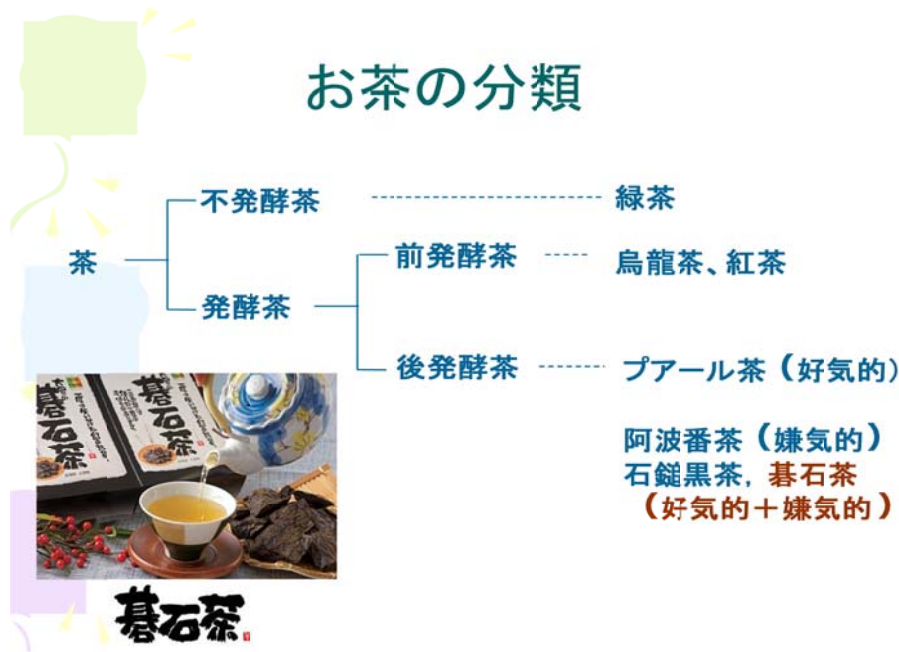 お茶の分類
不発酵茶 緑茶
茶
前発酵茶 烏龍茶、紅茶
発酵茶
後発酵茶 プアール茶（好気的）
阿波番茶（嫌気的）
石鎚黒茶，碁石茶
（好気的＋嫌気的）
碁石茶
碁石茶
碁石茶